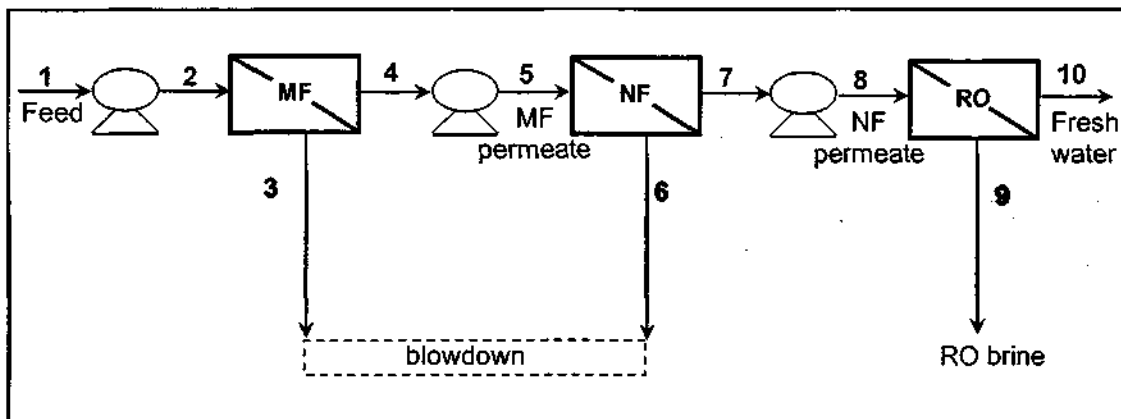 1
Feed
2
MF
4
5
MF
permeate
NF
7
8
NF
permeate
RO
10
Fresh
water
3
6
9
blowdown
RO brine